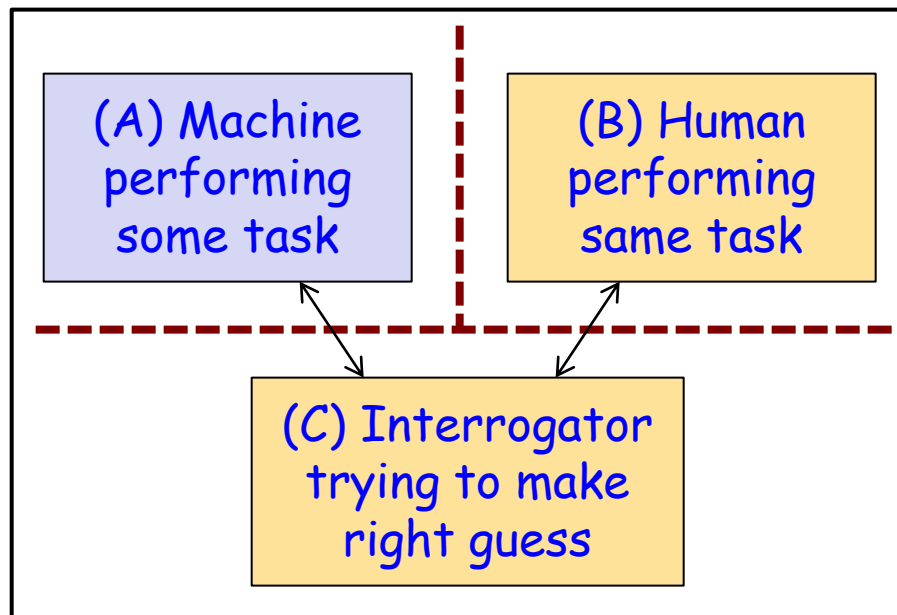 (A) Machine
performing
some task
(B) Human
performing
same task
(C) Interrogator
trying to make
right guess